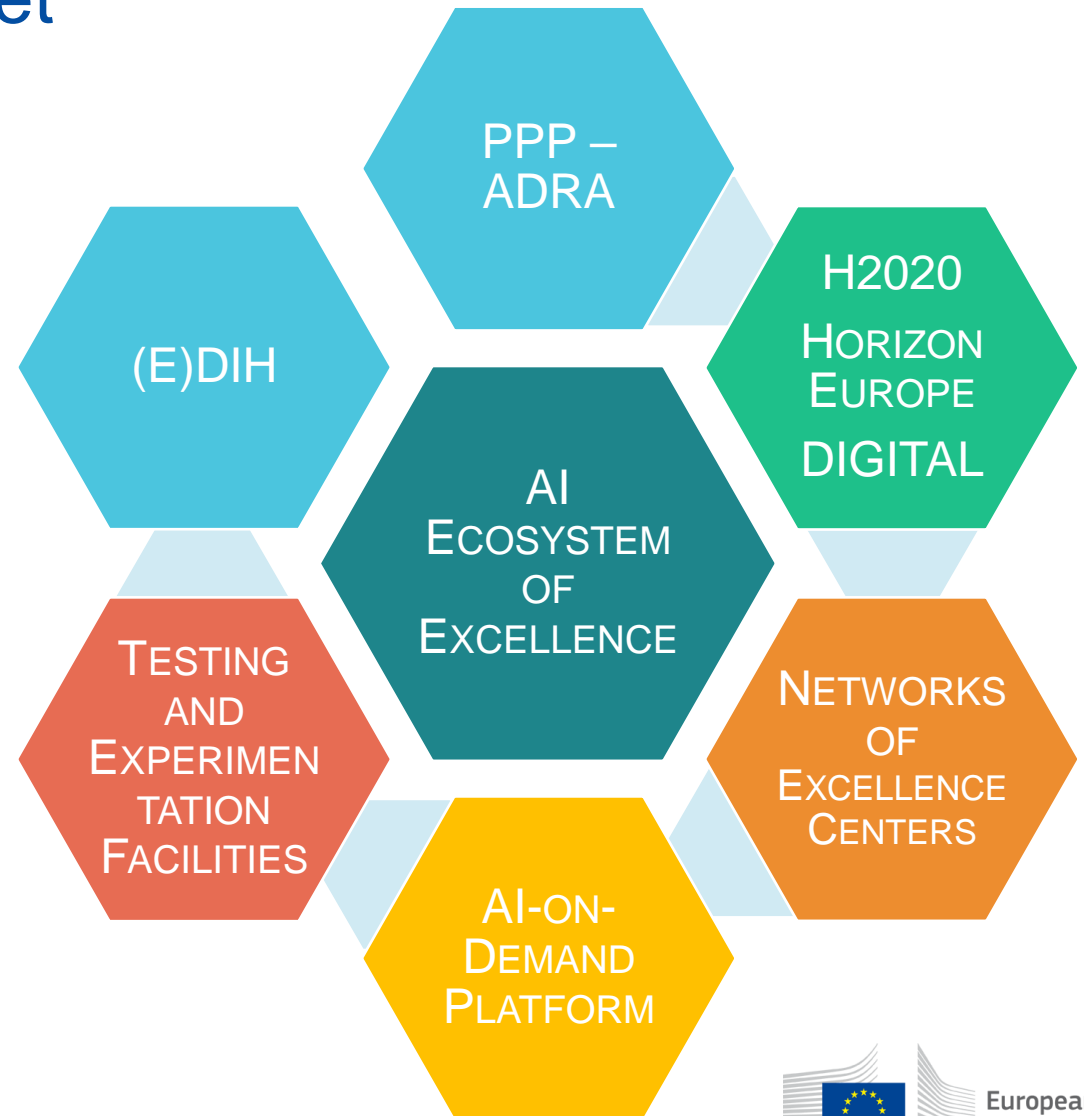 et
PPP –
ADRA
H2020
HORIZON
EUROPE
DIGITAL
(E)DIH
AI
ECOSYSTEM
OF
EXCELLENCE
TESTING
AND
EXPERIMEN
TATION
FACILITIES
NETWORKS
OF
EXCELLENCE
CENTERS
AI-ON-
DEMAND
PLATFORM
Europea